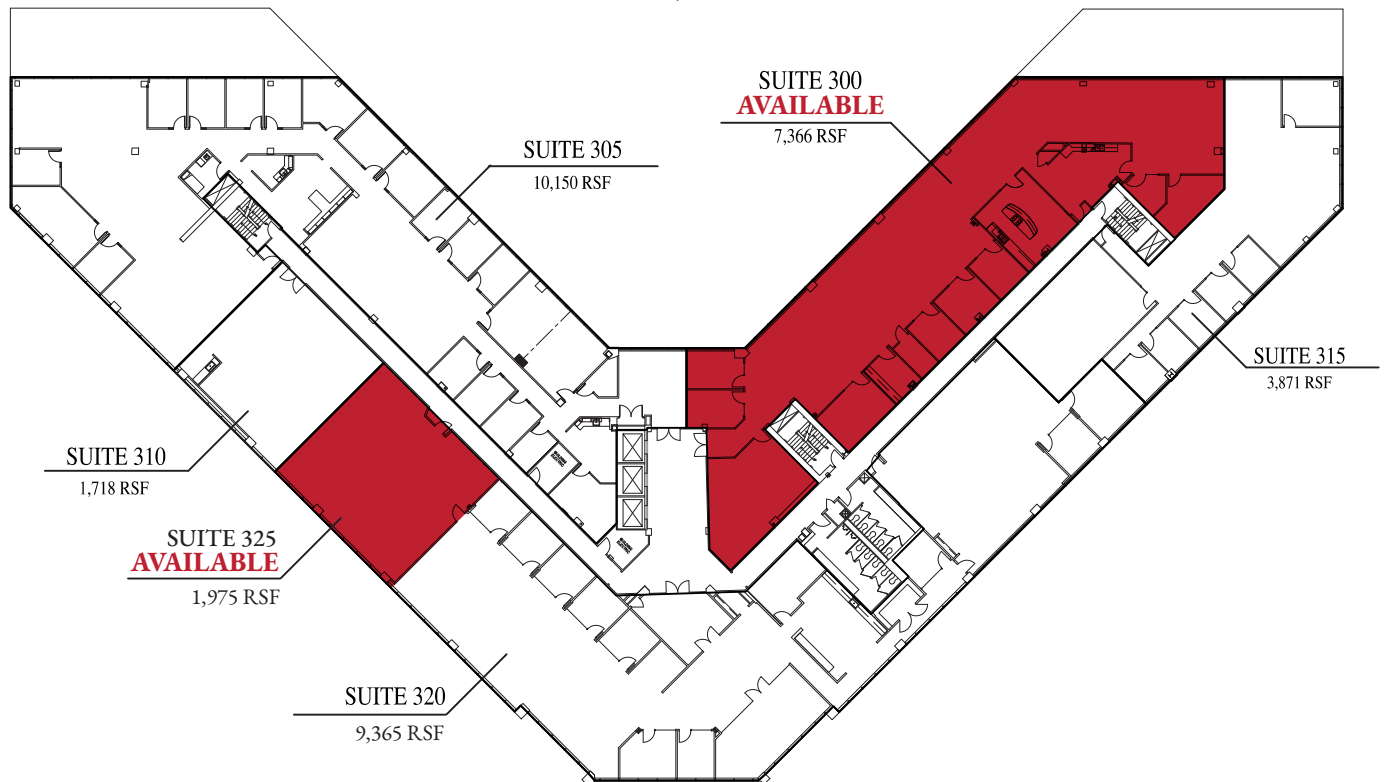 SUITE 300
AVAILABLE
7,366 RSF
SUITE 305
10,150 RSF
SUITE 315
3,871 RSF
SUITE 310
1,718 RSF
SUITE 325
AVAILABLE
1,975 RSF
SUITE 320
9,365 RSF